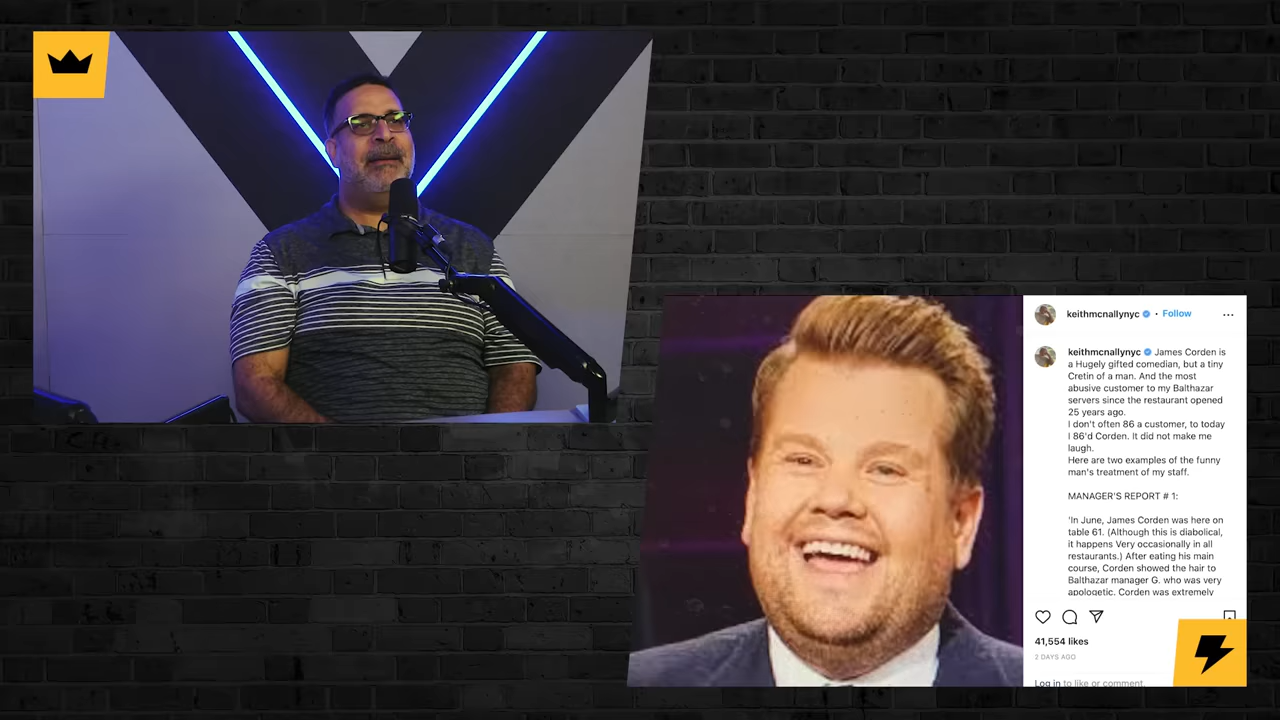 keithmcnallynyc • Follow
keithmcnallynyc James Corden is
a Hugely gifted comedian, but a tiny
Cretin of a man. And the most
abusive customer to my Balthazar
servers since the restaurant opened
25 years ago.
I don't often 86 a customer, to today
I 86'd Corden. It did not make me
laugh.
Here are two examples of the funny
man's treatment of my staff.
MANAGER'S REPORT # 1:
'In June, James Corden was here on
table 61. (Although this is diabolical,
it happens Very occasionally in all
restaurants.) After eating his main
course, Corden showed the hair to
Balthazar manager G. who was very
apologetic. Corden was extremely
41,554 likes
2 DAYS AGO
Log in to like or comment.